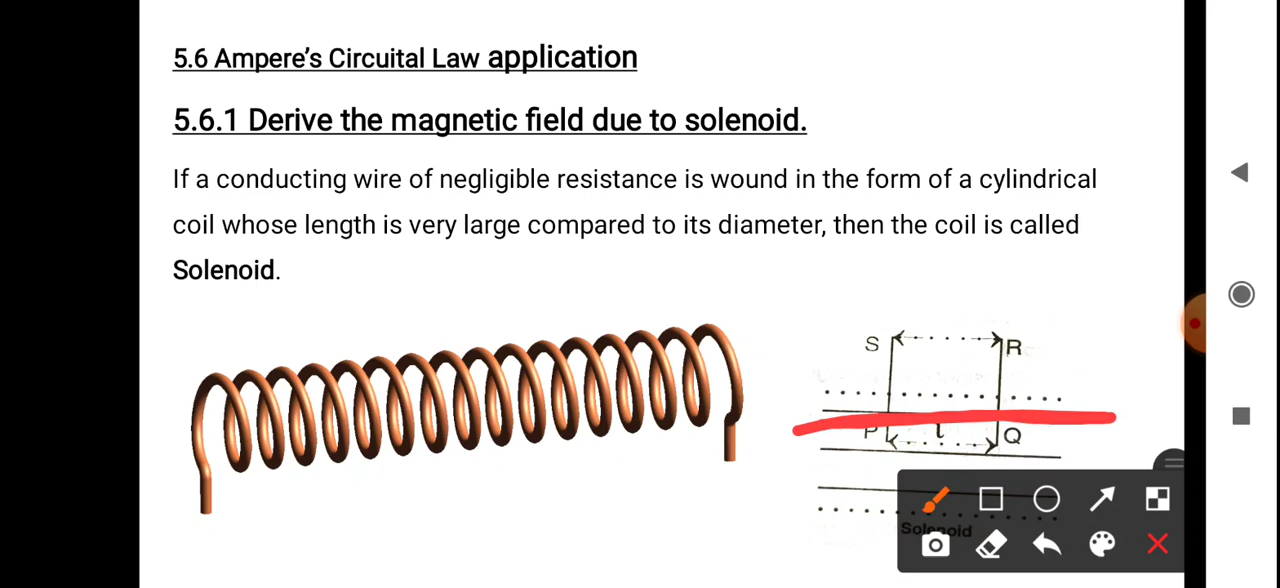 5.6 Ampere's Circuital Law application
5.6.1 Derive the magnetic field due to solenoid.
If a conducting wire of negligible resistance is wound in the form of a cylindrical
coil whose length is very large compared to its diameter, then the coil is called
Solenoid.
S R
P l Q
Solenoid